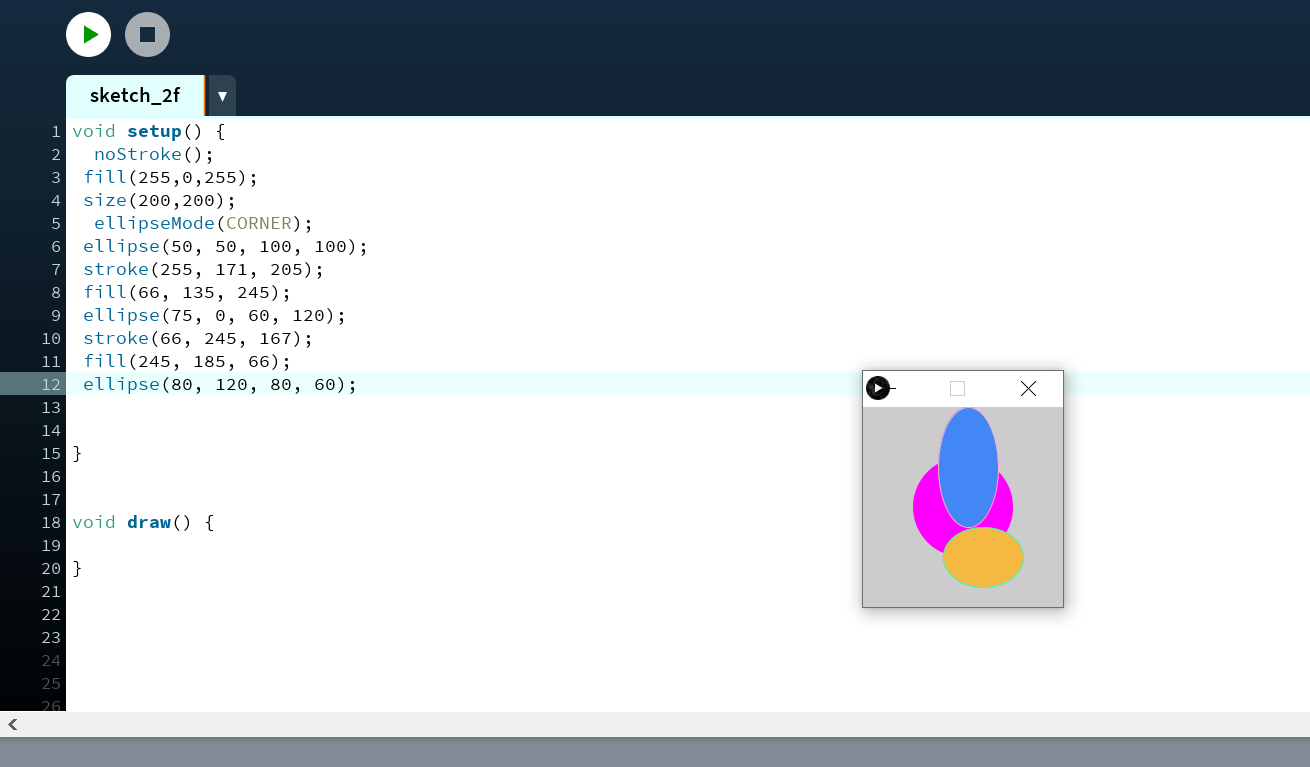 sketch_2f ▼
1 void setup() {
2 noStroke();
3 fill(255,0,255);
4 size(200,200);
5 ellipseMode(CORNER);
6 ellipse(50, 50, 100, 100);
7 stroke(255, 171, 205);
8 fill(66, 135, 245);
9 ellipse(75, 0, 60, 120);
10 stroke(66, 245, 167);
11 fill(245, 185, 66);
12 ellipse(80, 120, 80, 60);
13
14
15 }
16
17
18 void draw() {
19
20 }
21
22
23
24
25
26